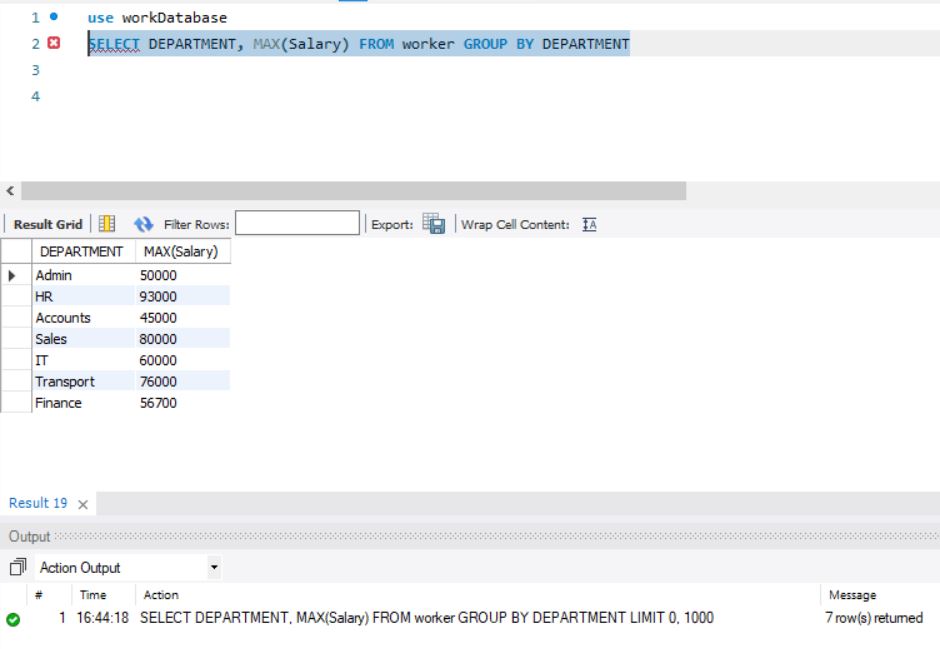 1 use workDatabase
2 SELECT DEPARTMENT, MAX(Salary) FROM worker GROUP BY DEPARTMENT
3
4
Result Grid Filter Rows: Export: Wrap Cell Content:
DEPARTMENT MAX(Salary)
Admin 50000
HR 93000
Accounts 45000
Sales 80000
IT 60000
Transport 76000
Finance 56700
Result 19
Output
Action Output
# Time Action Message
1 16:44:18 SELECT DEPARTMENT, MAX(Salary) FROM worker GROUP BY DEPARTMENT LIMIT 0, 1000 7 row(s) returned